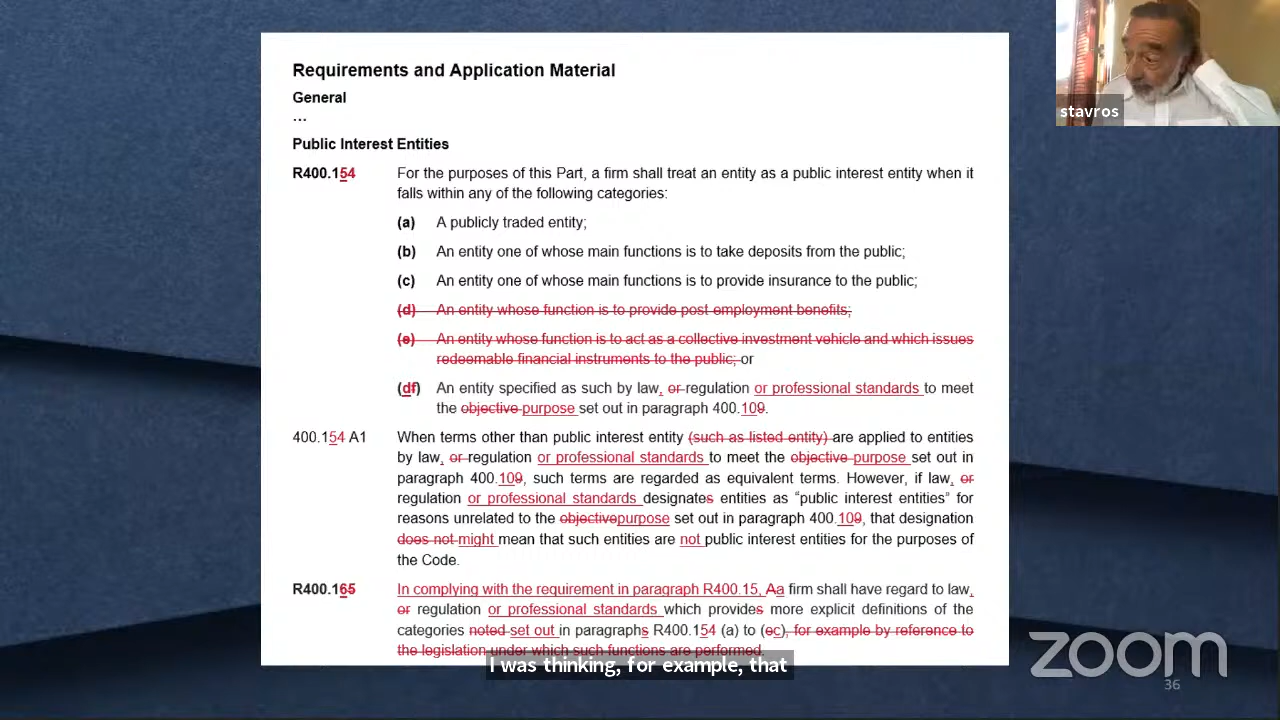 Requirements and Application Material
General
...
Public Interest Entities
R400.154 For the purposes of this Part, a firm shall treat an entity as a public interest entity when it
falls within any of the following categories:
(a) A publicly traded entity;
(b) An entity one of whose main functions is to take deposits from the public;
(c) An entity one of whose main functions is to provide insurance to the public;
(d) An entity whose function is to provide post employment benefits;
(e) An entity whose function is to act as a collective investment vehicle and which issues
redeemable financial instruments to the public; or
(df) An entity specified as such by law, or regulation or professional standards to meet
the objective purpose set out in paragraph 400.109.
400.154 A1 When terms other than public interest entity (such as listed entity) are applied to entities
by law, or regulation or professional standards to meet the objective purpose set out in
paragraph 400.109, such terms are regarded as equivalent terms. However, if law, or
regulation or professional standards designates entities as “public interest entities” for
reasons unrelated to the objectivepurpose set out in paragraph 400.109, that designation
does not might mean that such entities are not public interest entities for the purposes of
the Code.
R400.165 In complying with the requirement in paragraph R400.15, Aa firm shall have regard to law,
or regulation or professional standards which provides more explicit definitions of the
categories noted set out in paragraphs R400.154 (a) to (ec), for example by reference to
the legislation under which such functions are performed.
stavros
I was thinking, for example, that
zoom
36